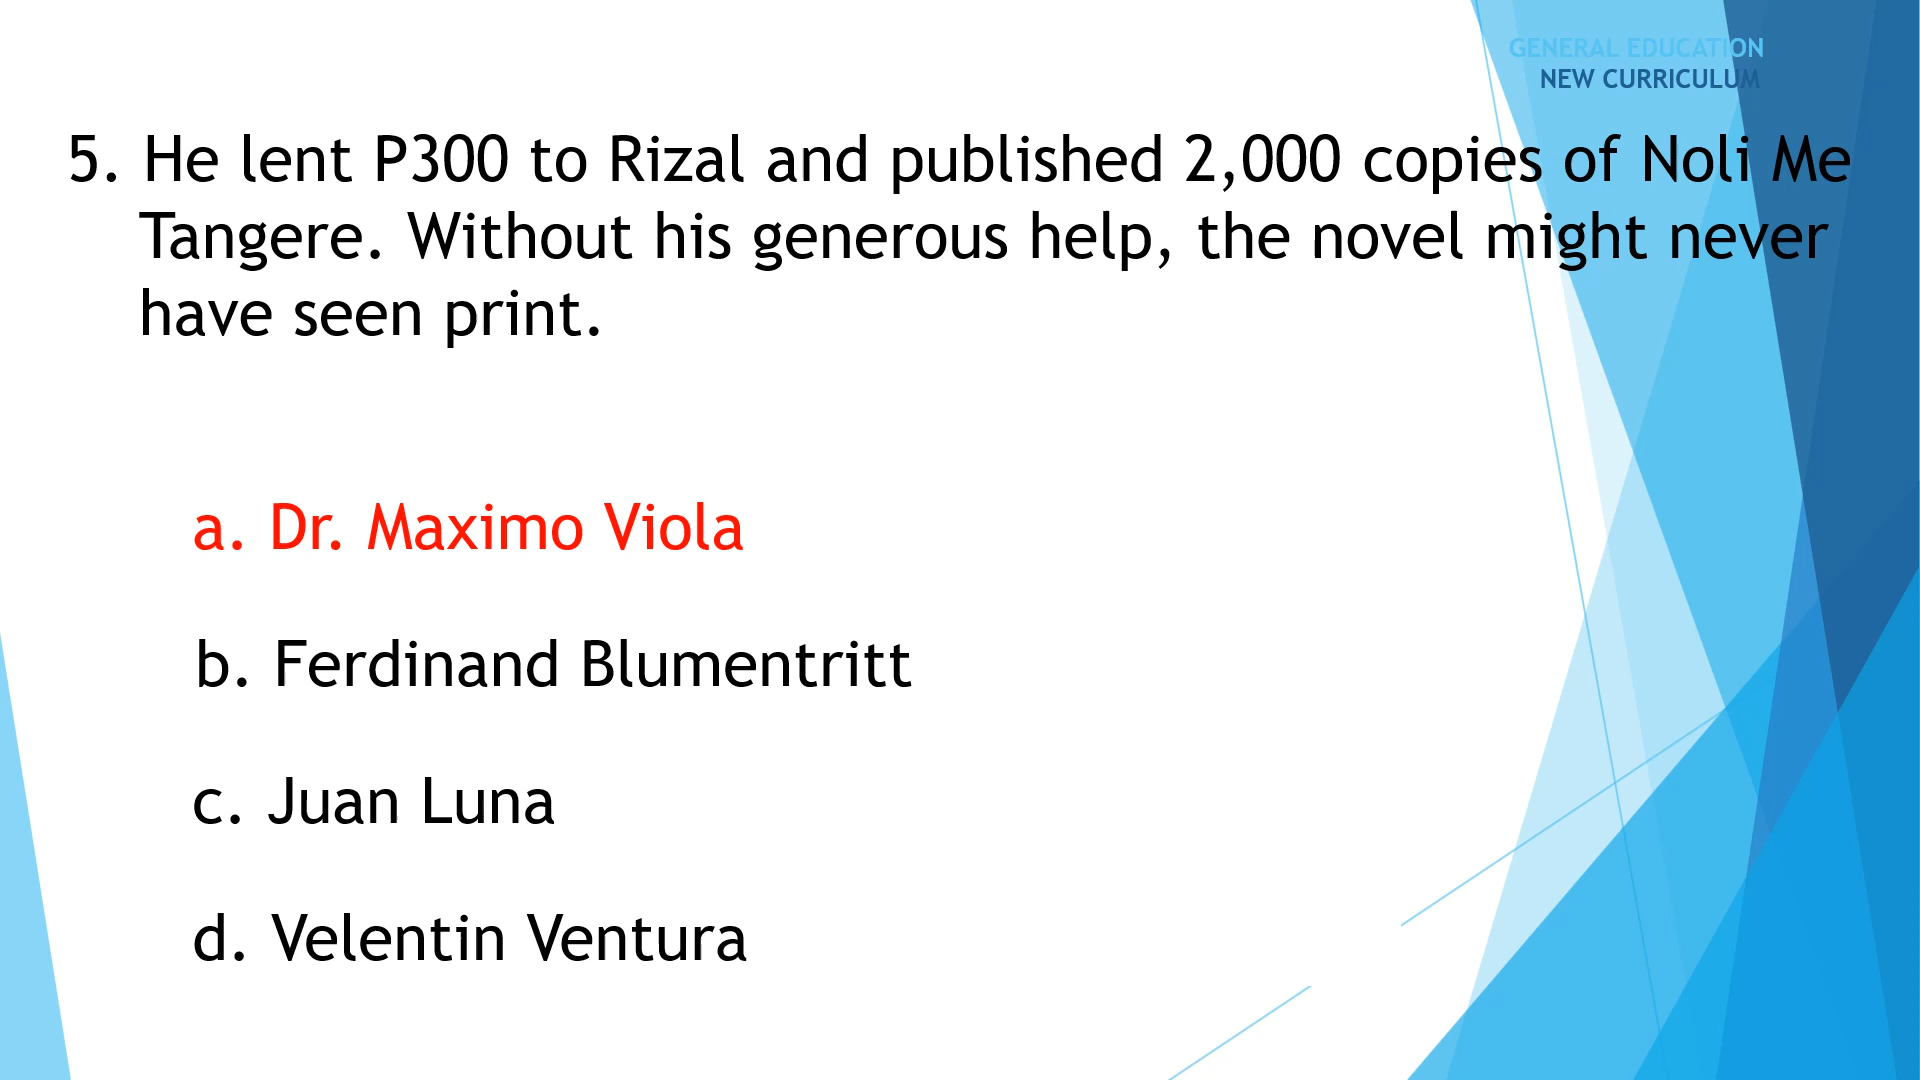 GENERAL EDUCATION
NEW CURRICULUM
5. He lent P300 to Rizal and published 2,000 copies of Noli Me
Tangere. Without his generous help, the novel might never
have seen print.
a. Dr. Maximo Viola
b. Ferdinand Blumentritt
c. Juan Luna
d. Velentin Ventura